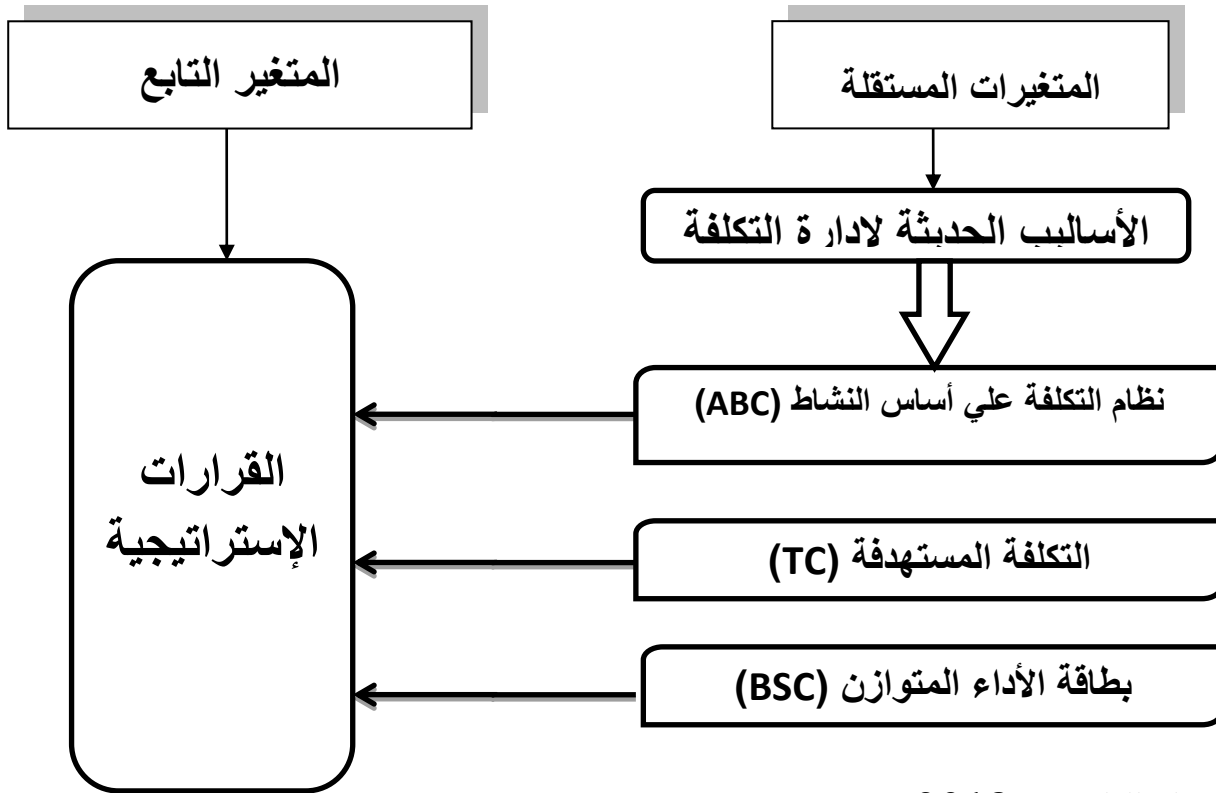 المتغيرات المستقلة
المتغير التابع
الأساليب الحديثة لادارة التكلفة
نظام التكلفة علي أساس النشاط (ABC)
القرارات
الإستراتيجية
التكلفة المستهدفة (TC)
بطاقة الأداء المتوازن (BSC)